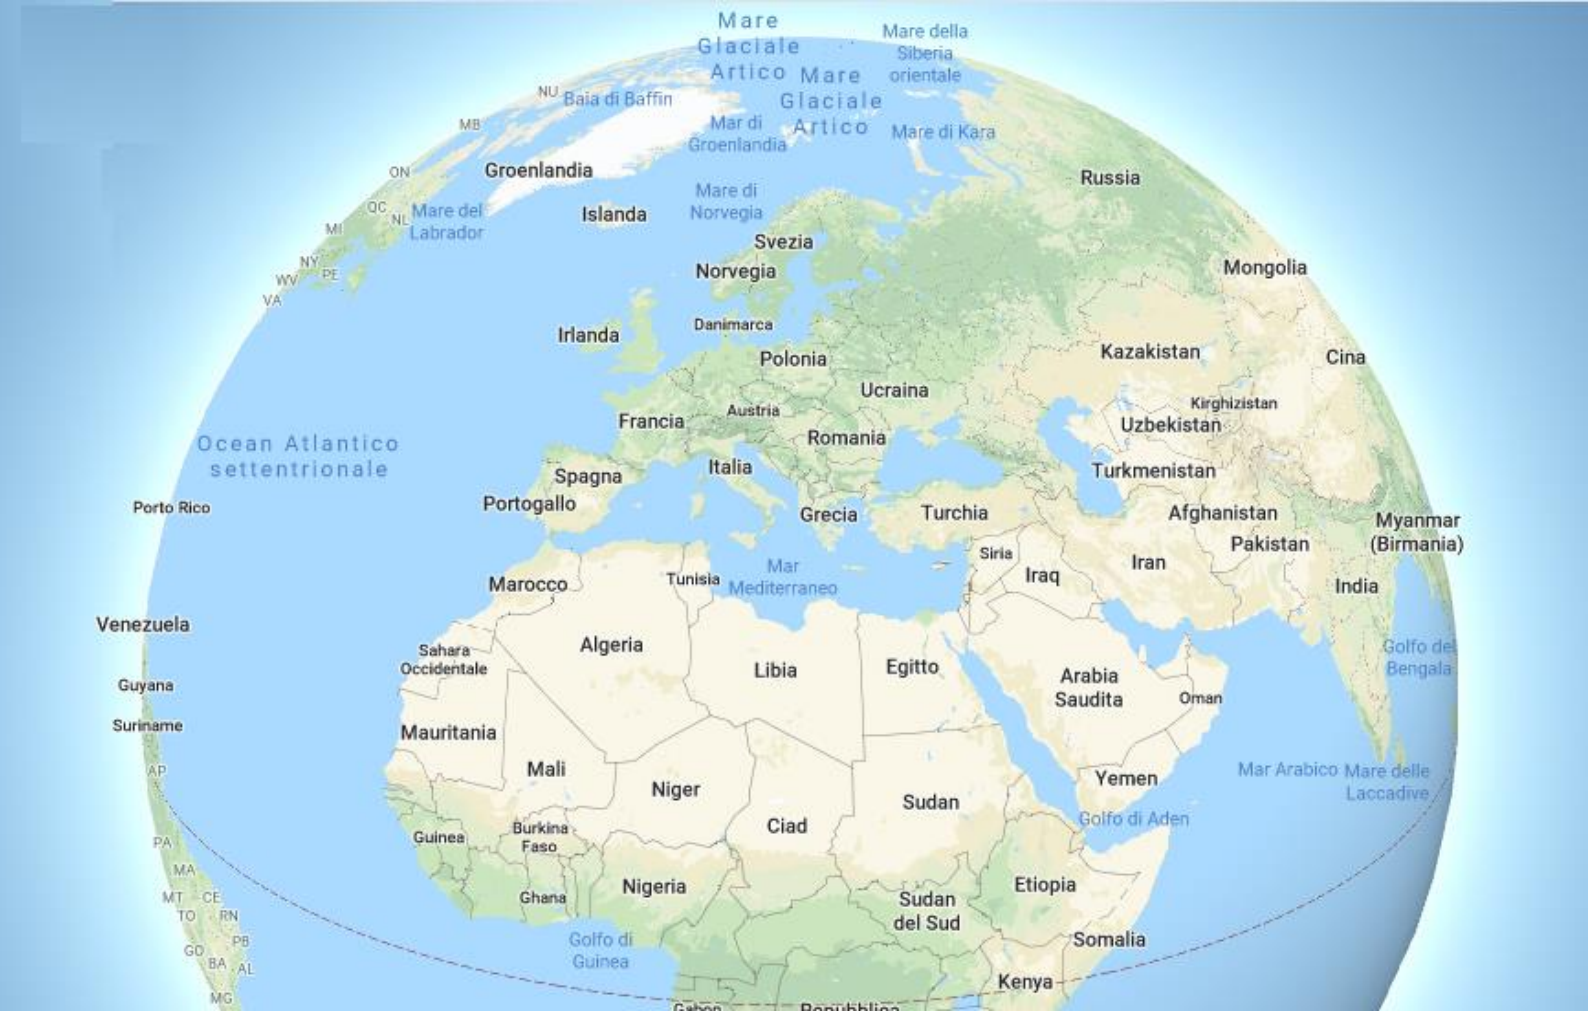 Mare
Glaciale
Artico
Mare della
Siberia
orientale
Mare
Glaciale
Artico
NU
Baia di Baffin
MB
Mar di
Groenlandia
Mare di Kara
Groenlandia
ON
Russia
QC
NL
Mare del
Labrador
Islanda
Mare di
Norvegia
MI
Svezia
NY
PE
Norvegia
Mongolia
WV
VA
Irlanda
Danimarca
Polonia
Kazakistan
Cina
Ucraina
Kirghizistan
Austria
Francia
Uzbekistan
Romania
Ocean Atlantico
settentrionale
Italia
Turkmenistan
Spagna
Portogallo
Porto Rico
Grecia
Turchia
Afghanistan
Myanmar
(Birmania)
Pakistan
Siria
Iran
Iraq
Mar
Mediterraneo
Marocco
Tunisia
India
Venezuela
Algeria
Sahara
Occidentale
Libia
Egitto
Golfo del
Bengala
Arabia
Saudita
Oman
Guyana
Suriname
Mauritania
Mali
Niger
Yemen
Mar Arabico
Mare delle
Laccadive
AP
Sudan
Ciad
Golfo di Aden
Guinea
Burkina
Faso
PA
MA
Nigeria
Etiopia
MT
CE
Ghana
Sudan
del Sud
TO
RN
Golfo di
Guinea
Somalia
PB
GO
BA
AL
Kenya
MG
Gabon
Repubblica